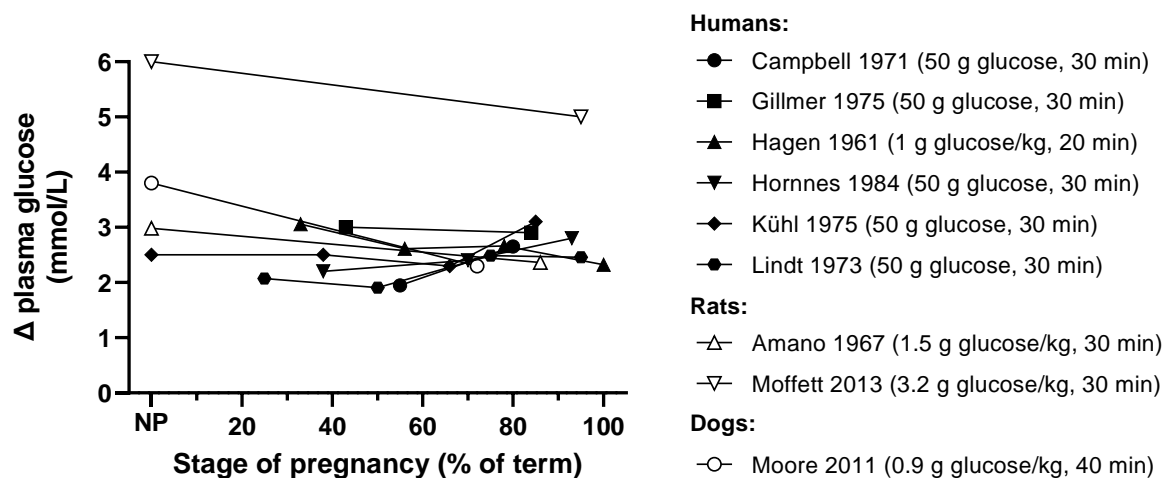 Humans:
Campbell 1971 (50 g glucose, 30 min)
Gillmer 1975 (50 g glucose, 30 min)
Hagen 1961 (1 g glucose/kg, 20 min)
Hornnes 1984 (50 g glucose, 30 min)
Kühl 1975 (50 g glucose, 30 min)
Lindt 1973 (50 g glucose, 30 min)
Rats:
Amano 1967 (1.5 g glucose/kg, 30 min)
Moffett 2013 (3.2 g glucose/kg, 30 min)
Dogs:
Moore 2011 (0.9 g glucose/kg, 40 min)
Δ plasma glucose
(mmol/L)
6
5
4
3
2
1
0
NP 20 40 60 80 100
Stage of pregnancy (% of term)